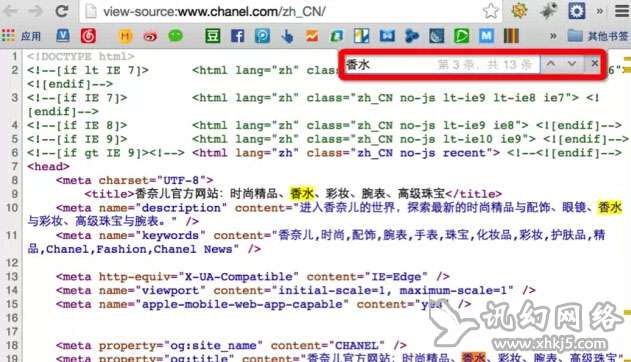 view-source:www.chanel.com/zh_CN/
应用
其他书签
香水 第 3 条，共 13 条
1 <!DOCTYPE html>
2 <!--[if lt IE 7]> <html lang="zh" class= 6">
<![endif]-->
3 <!--[if IE 7]> <html lang="zh" class="zh_CN no-js lt-ie9 lt-ie8 ie7"> <!
[endif]-->
4 <!--[if IE 8]> <html lang="zh" class="zh_CN no-js lt-ie9 ie8"> <![endif]-->
5 <!--[if IE 9]> <html lang="zh" class="zh_CN no-js lt-ie10 ie9"> <![endif]-->
6 <!--[if gt IE 9]><!--> <html lang="zh" class="zh_CN no-js recent"> <!--<![endif]-->
7 <head>
8 <meta charset="UTF-8">
9 <title>香奈儿官方网站：时尚精品、香水、彩妆、腕表、高级珠宝</title>
10 <meta name="description" content="进入香奈儿的世界，探索最新的时尚精品与配饰、眼镜、香水
与彩妆、高级珠宝与腕表。" />
11 <meta name="keywords" content="香奈儿,时尚,配饰,腕表,手表,珠宝,化妆品,彩妆,护肤品,精
品,Chanel,Fashion,Chanel News" />
12
13 <meta http-equiv="X-UA-Compatible" content="IE=Edge" />
14 <meta name="viewport" content="initial-scale=1, maximum-scale=1" />
15 <meta name="apple-mobile-web-app-capable" content="yes" />
16
17
18 <meta property="og:site_name" content="CHANEL" />
19 <meta property="og:title" content="香奈儿官方网站：时尚精品、香水、彩妆、腕表、高级珠宝"
讯幻网络
www.xhkj5.com